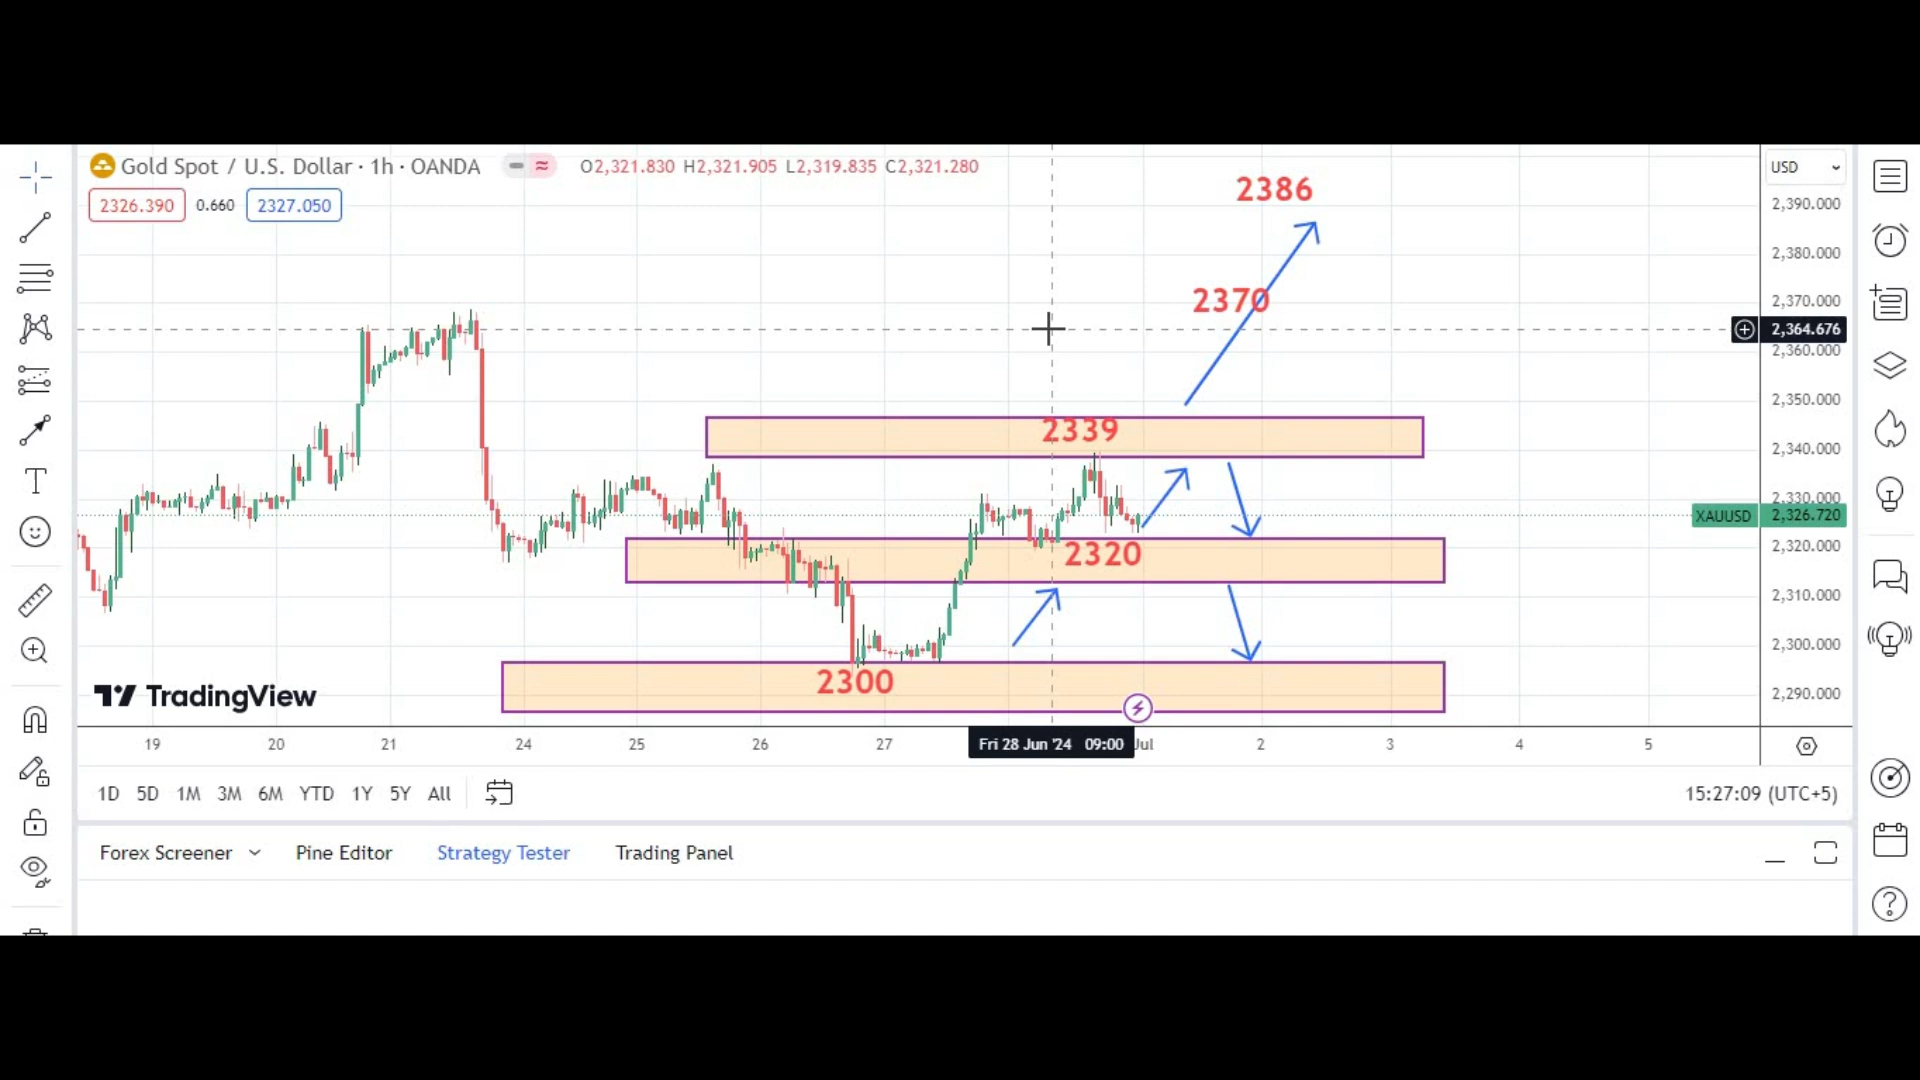 Gold Spot / U.S. Dollar · 1h · OANDA O2,321.830 H2,321.905 L2,319.835 C2,321.280
USD
2326.390 0.660 2327.050
2386
2,390.000
2,380.000
2370
2,370.000
2,364.676
2,360.000
2,350.000
2339
2,340.000
2,330.000
XAUUSD 2,326.720
2320
2,320.000
2,310.000
2,300.000
2300
TradingView
2,290.000
19 20 21 24 25 26 27 Fri 28 Jun '24 09:00 Jul 2 3 4 5
1D 5D 1M 3M 6M YTD 1Y 5Y All 15:27:09 (UTC+5)
Forex Screener Pine Editor Strategy Tester Trading Panel